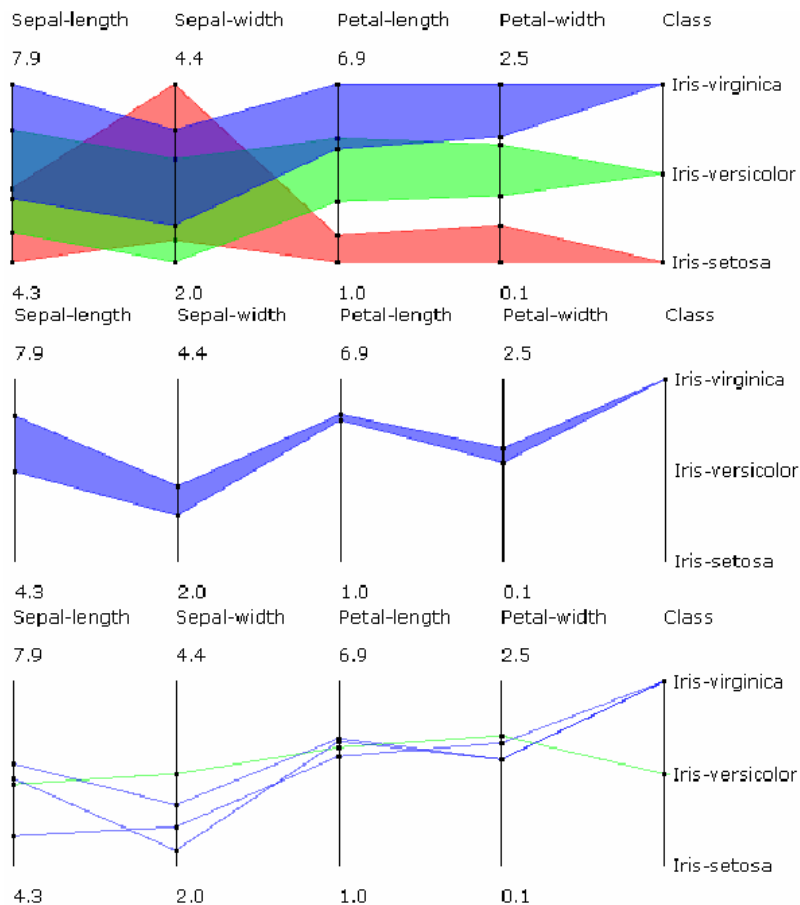 Sepal-length Sepal-width Petal-length Petal-width Class
7.9 4.4 6.9 2.5
Iris-virginica
Iris-versicolor
Iris-setosa
4.3 2.0 1.0 0.1
Sepal-length Sepal-width Petal-length Petal-width Class
7.9 4.4 6.9 2.5
Iris-virginica
Iris-versicolor
Iris-setosa
4.3 2.0 1.0 0.1
Sepal-length Sepal-width Petal-length Petal-width Class
7.9 4.4 6.9 2.5
Iris-virginica
Iris-versicolor
Iris-setosa
4.3 2.0 1.0 0.1